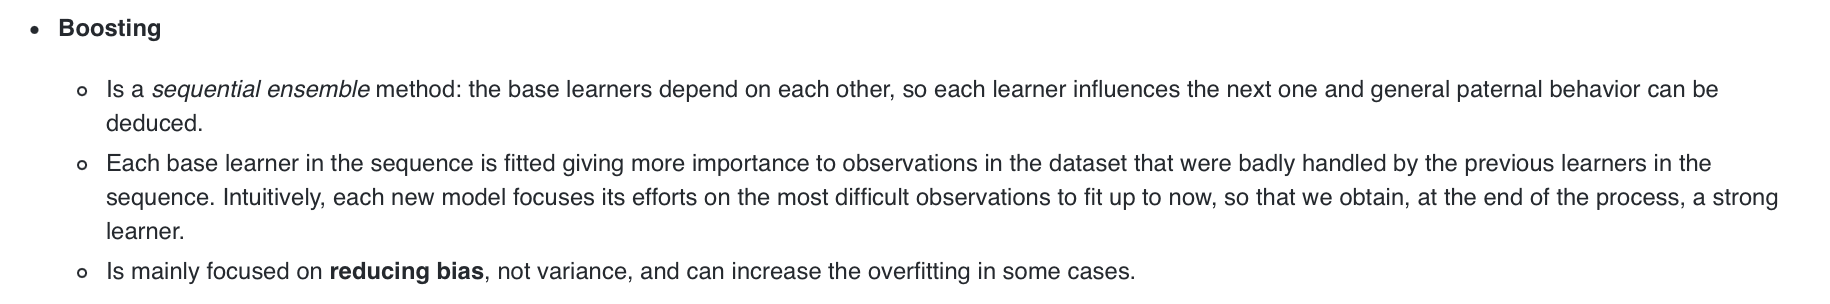 • Boosting
◦ Is a sequential ensemble method: the base learners depend on each other, so each learner influences the next one and general paternal behavior can be
deduced.
◦ Each base learner in the sequence is fitted giving more importance to observations in the dataset that were badly handled by the previous learners in the
sequence. Intuitively, each new model focuses its efforts on the most difficult observations to fit up to now, so that we obtain, at the end of the process, a strong
learner.
◦ Is mainly focused on reducing bias, not variance, and can increase the overfitting in some cases.